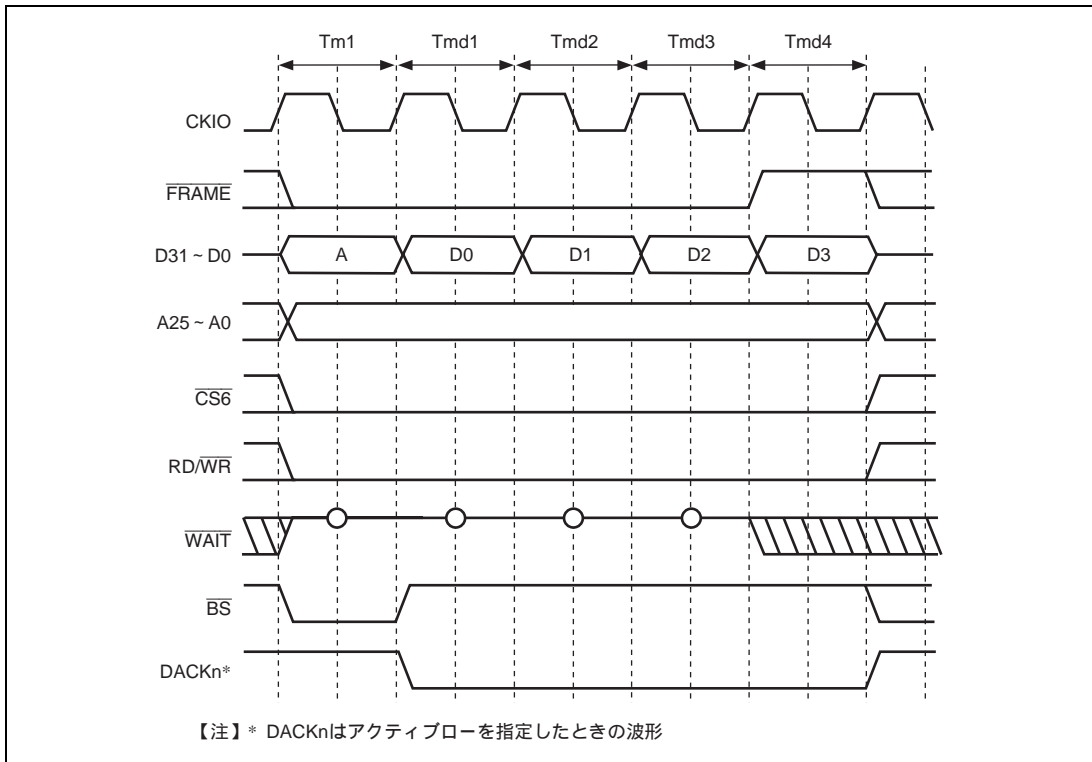 Tm1 Tmd1 Tmd2 Tmd3 Tmd4
CKIO
FRAME
D31 ~ D0 A D0 D1 D2 D3
A25 ~ A0
CS6
RD/WR
WAIT
BS
DACKn*
【注】* DACKnはアクティブローを指定したときの波形